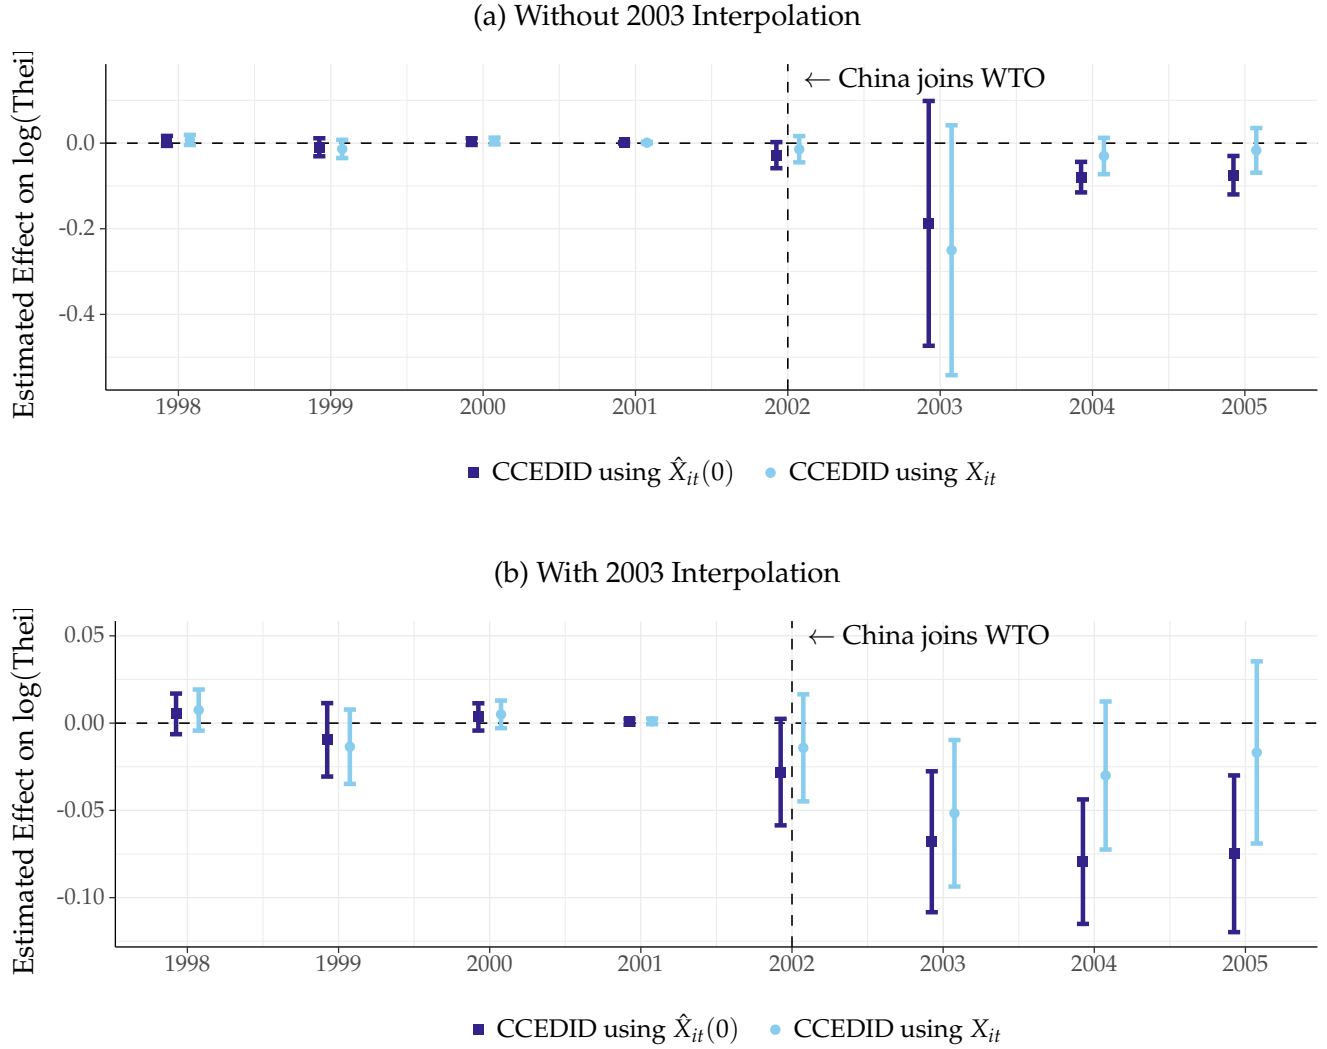 (a) Without 2003 Interpolation
Estimated Effect on log(Theil
← China joins WTO
0.0
-0.2
-0.4
1998 1999 2000 2001 2002 2003 2004 2005
CCEDID using X̂it(0) CCEDID using Xit
(b) With 2003 Interpolation
Estimated Effect on log(Theil
← China joins WTO
0.05
0.00
-0.05
-0.10
1998 1999 2000 2001 2002 2003 2004 2005
CCEDID using X̂it(0) CCEDID using Xit